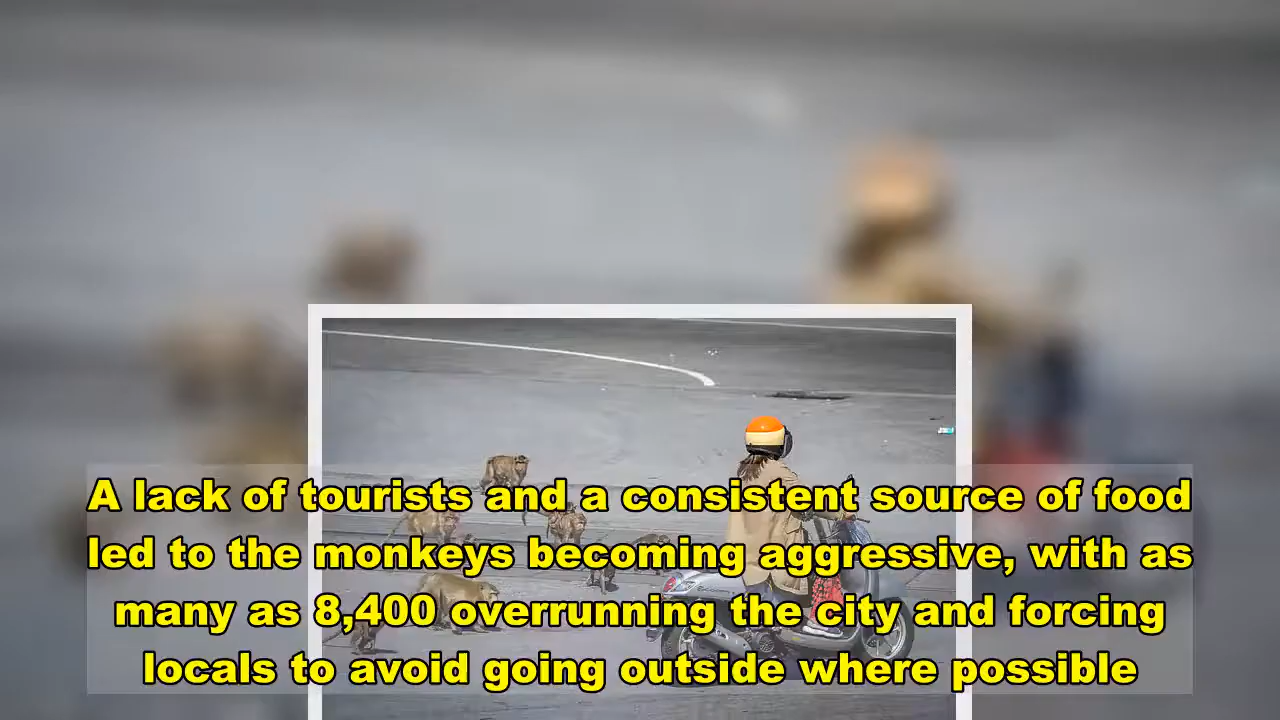 A lack of tourists and a consistent source of food
led to the monkeys becoming aggressive, with as
many as 8,400 overrunning the city and forcing
locals to avoid going outside where possible